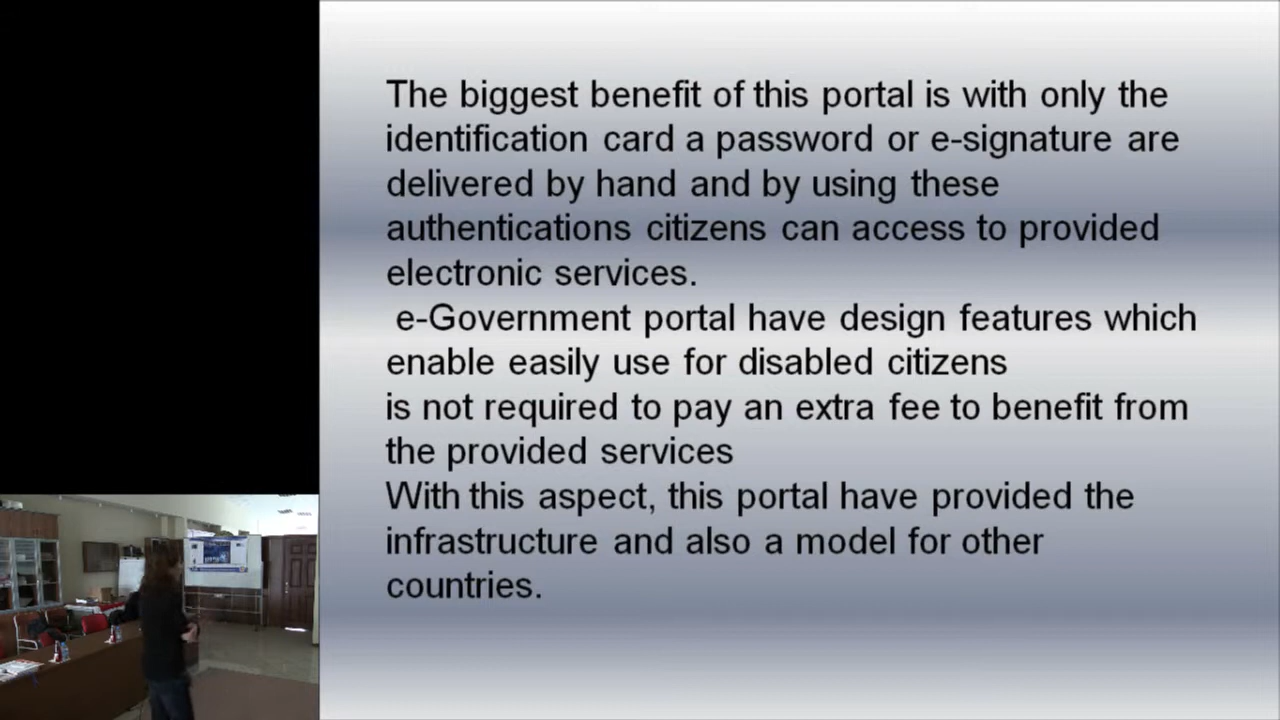 The biggest benefit of this portal is with only the
identification card a password or e-signature are
delivered by hand and by using these
authentications citizens can access to provided
electronic services.
e-Government portal have design features which
enable easily use for disabled citizens
is not required to pay an extra fee to benefit from
the provided services
With this aspect, this portal have provided the
infrastructure and also a model for other
countries.